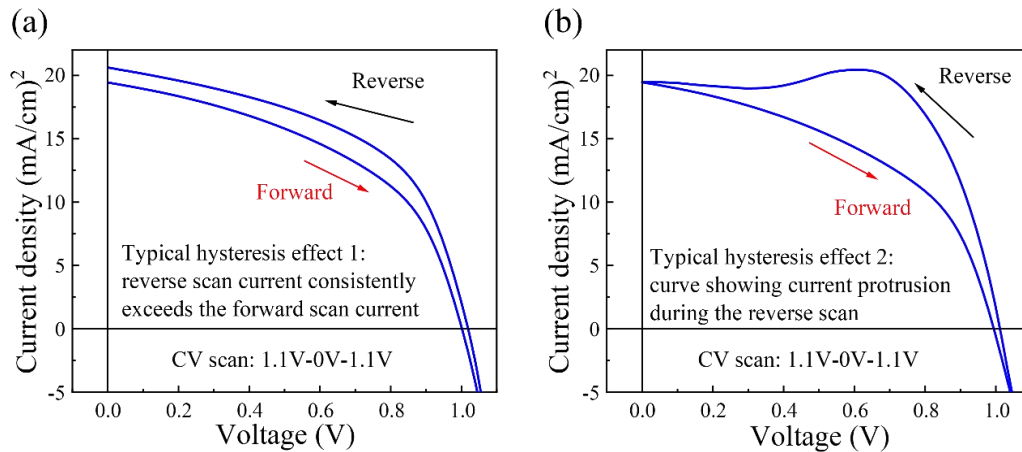 (a)
Current density (mA/cm)²
20
15
10
5
0
-5
Reverse
Forward
Typical hysteresis effect 1:
reverse scan current consistently
exceeds the forward scan current
CV scan: 1.1V-0V-1.1V
0.0 0.2 0.4 0.6 0.8 1.0
Voltage (V)
(b)
Current density (mA/cm)²
20
15
10
5
0
-5
Reverse
Forward
Typical hysteresis effect 2:
curve showing current protrusion
during the reverse scan
CV scan: 1.1V-0V-1.1V
0.0 0.2 0.4 0.6 0.8 1.0
Voltage (V)